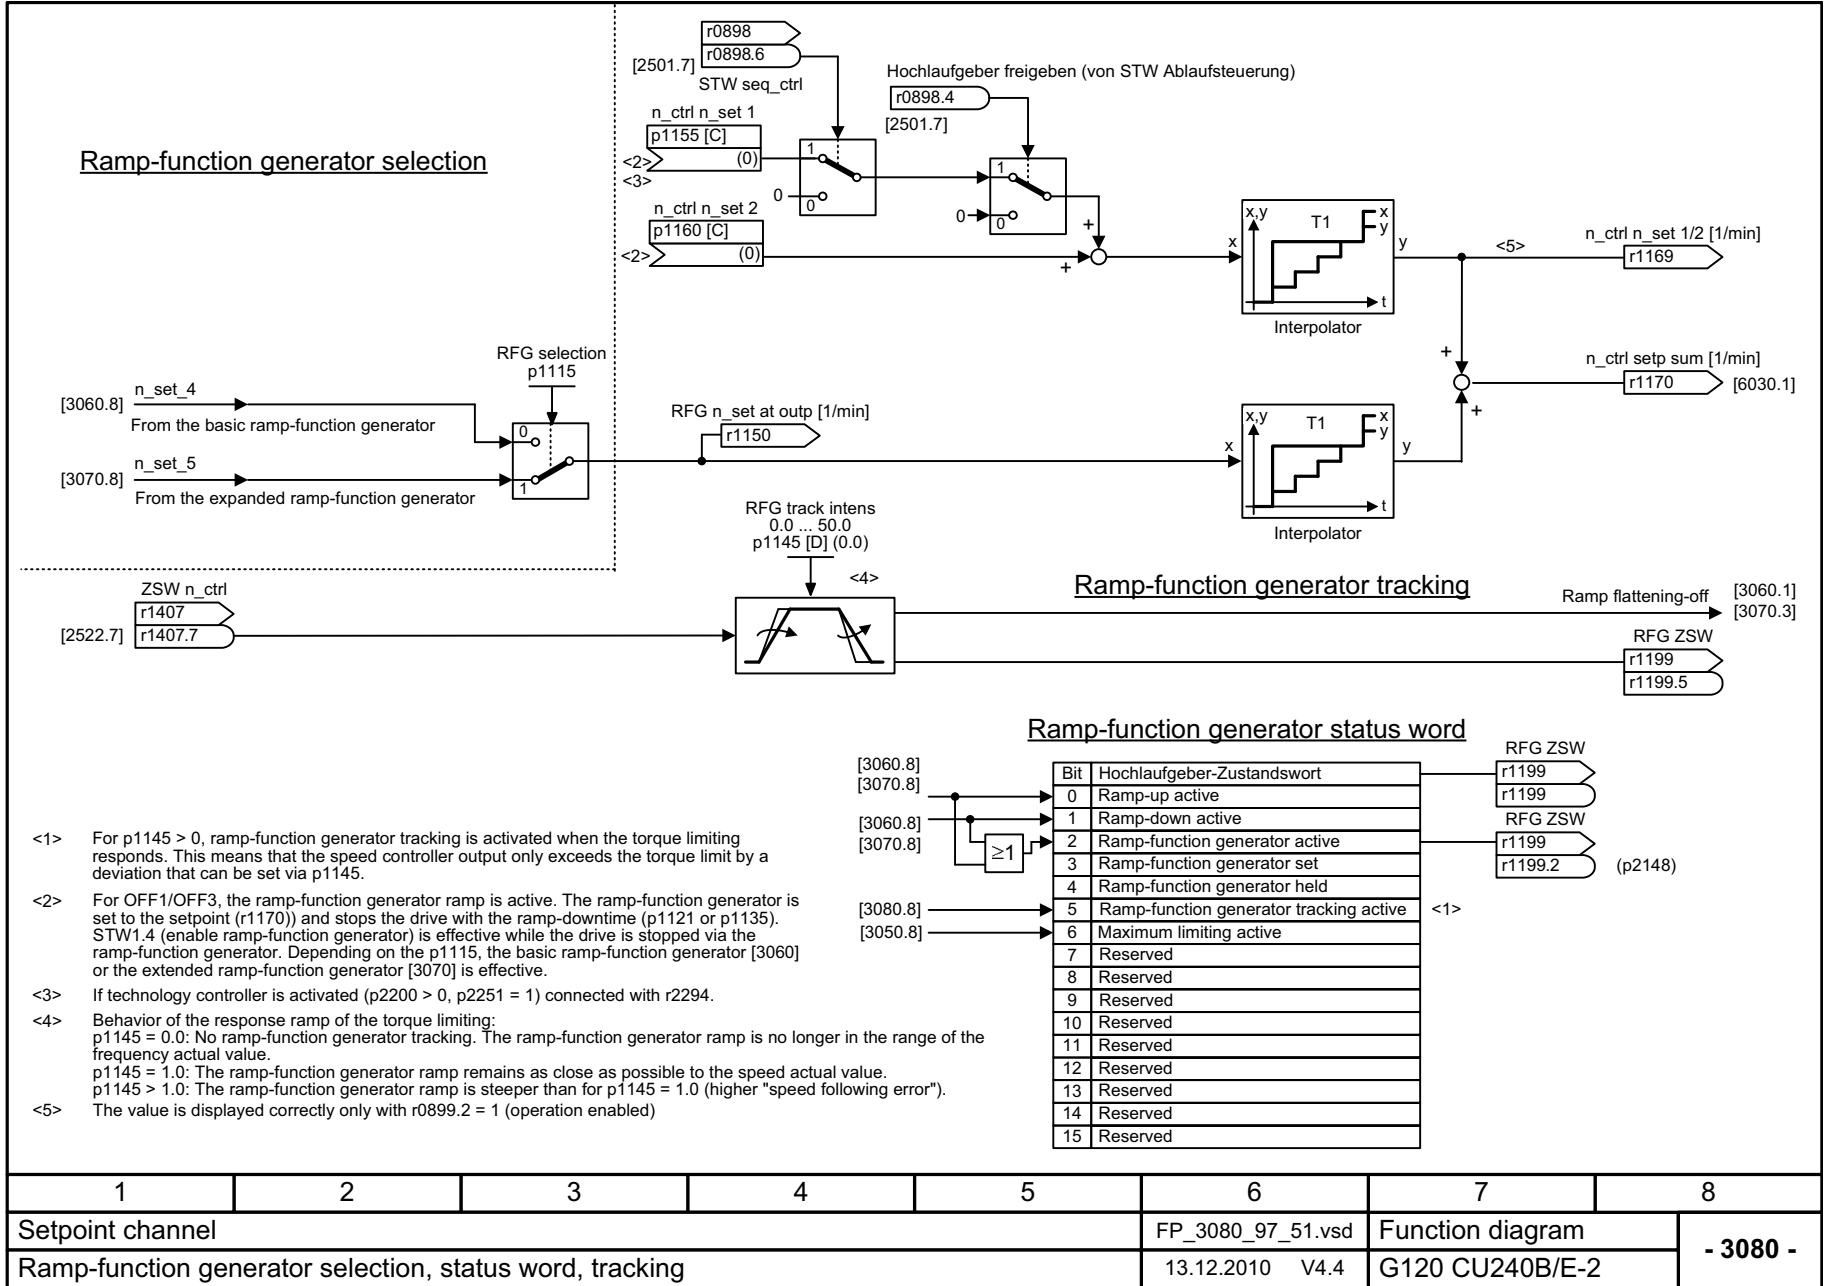 r0898
r0898.6
[2501.7]
STW seq_ctrl
Hochlaufgeber freigeben (von STW Ablaufsteuerung)
r0898.4
[2501.7]
n_ctrl n_set 1
p1155 [C]
(0)
<2>
<3>
1
0
0
1
0
0
Ramp-function generator selection
n_ctrl n_set 2
p1160 [C]
(0)
<2>
+
+
x
x,y
T1
x
y
t
y
Interpolator
<5>
n_ctrl n_set 1/2 [1/min]
r1169
RFG selection
p1115
[3060.8]
n_set_4
From the basic ramp-function generator
0
[3070.8]
n_set_5
From the expanded ramp-function generator
1
RFG n_set at outp [1/min]
r1150
x
x,y
T1
x
y
t
y
Interpolator
+
+
n_ctrl setp sum [1/min]
r1170
[6030.1]
RFG track intens
0.0 ... 50.0
p1145 [D] (0.0)
<4>
Ramp-function generator tracking
ZSW n_ctrl
r1407
[2522.7]
r1407.7
Ramp flattening-off
[3060.1]
[3070.3]
RFG ZSW
r1199
r1199.5
Ramp-function generator status word
[3060.8]
[3070.8]
[3060.8]
[3070.8]
≥1
[3080.8]
[3050.8]
Bit Hochlaufgeber-Zustandswort
0 Ramp-up active
1 Ramp-down active
2 Ramp-function generator active
3 Ramp-function generator set
4 Ramp-function generator held
5 Ramp-function generator tracking active
6 Maximum limiting active
7 Reserved
8 Reserved
9 Reserved
10 Reserved
11 Reserved
12 Reserved
13 Reserved
14 Reserved
15 Reserved
<1>
RFG ZSW
r1199
r1199
RFG ZSW
r1199
r1199.2
(p2148)
<1> For p1145 > 0, ramp-function generator tracking is activated when the torque limiting
responds. This means that the speed controller output only exceeds the torque limit by a
deviation that can be set via p1145.
<2> For OFF1/OFF3, the ramp-function generator ramp is active. The ramp-function generator is
set to the setpoint (r1170)) and stops the drive with the ramp-downtime (p1121 or p1135).
STW1.4 (enable ramp-function generator) is effective while the drive is stopped via the
ramp-function generator. Depending on the p1115, the basic ramp-function generator [3060]
or the extended ramp-function generator [3070] is effective.
<3> If technology controller is activated (p2200 > 0, p2251 = 1) connected with r2294.
<4> Behavior of the response ramp of the torque limiting:
p1145 = 0.0: No ramp-function generator tracking. The ramp-function generator ramp is no longer in the range of the
frequency actual value.
p1145 = 1.0: The ramp-function generator ramp remains as close as possible to the speed actual value.
p1145 > 1.0: The ramp-function generator ramp is steeper than for p1145 = 1.0 (higher "speed following error").
<5> The value is displayed correctly only with r0899.2 = 1 (operation enabled)
1 2 3 4 5 6 7 8
Setpoint channel
FP_3080_97_51.vsd
Function diagram
- 3080 -
Ramp-function generator selection, status word, tracking
13.12.2010 V4.4
G120 CU240B/E-2